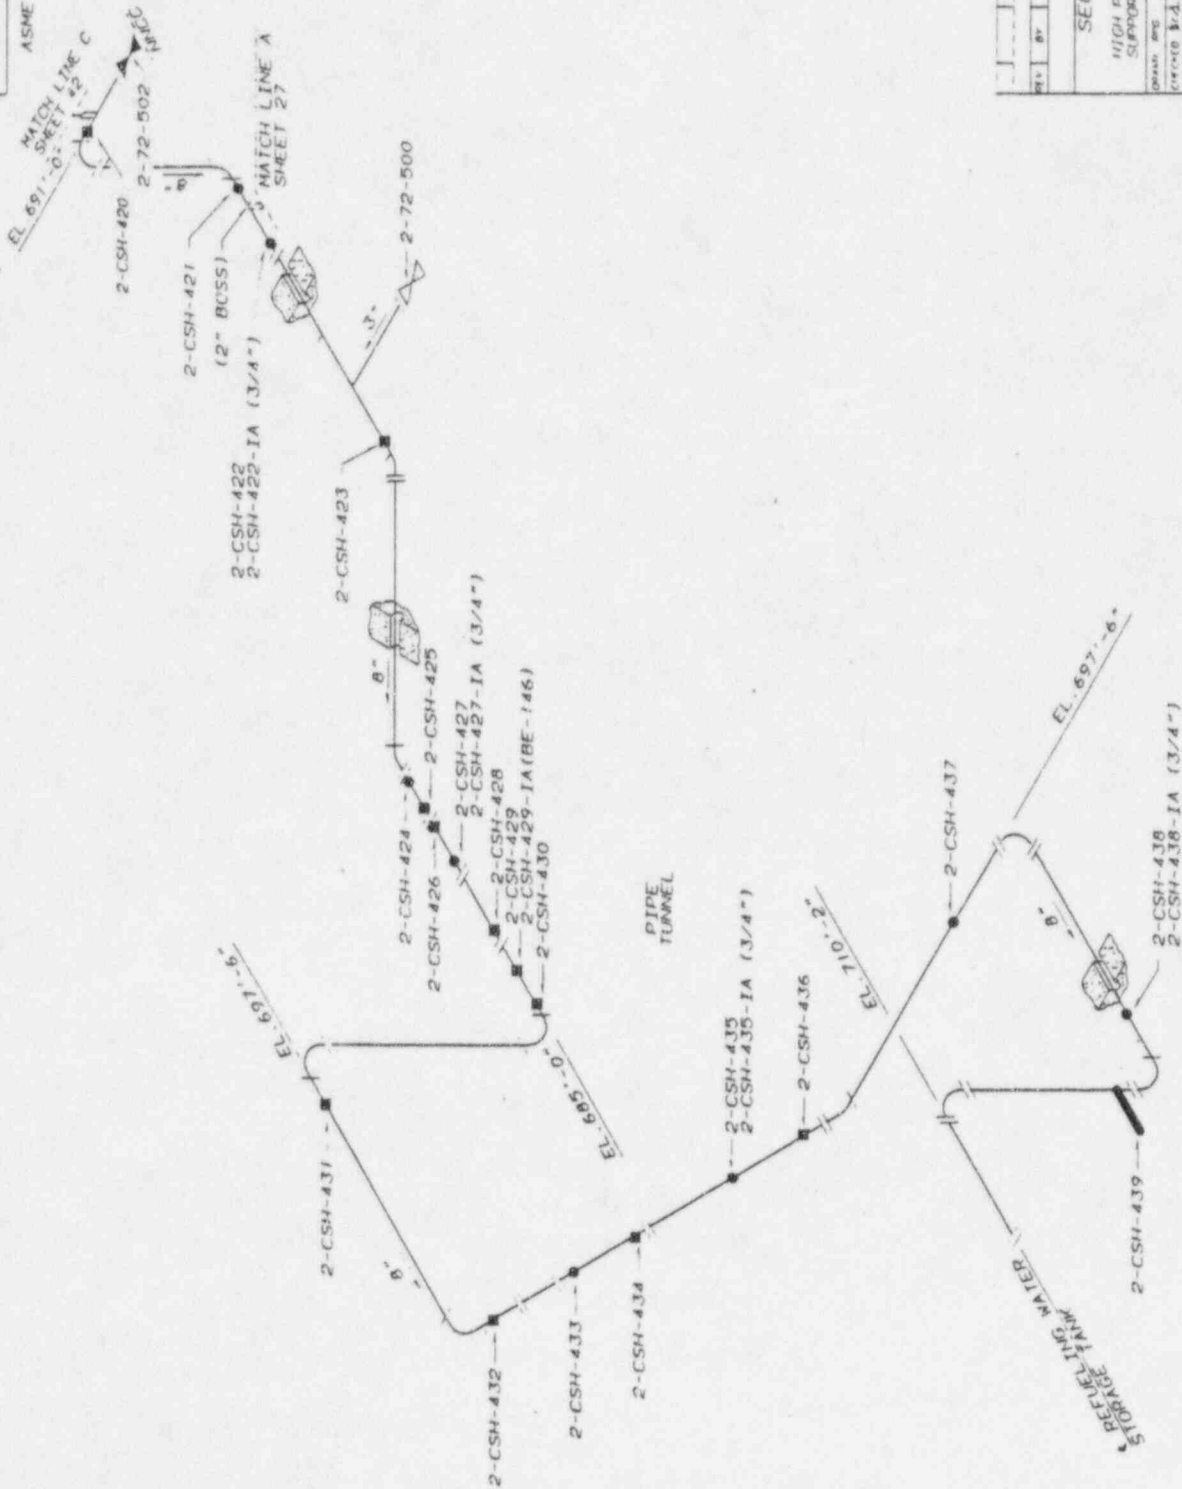 ASME
MATCH LINE C
SHEET 42
EL. 691'-0"
2-72-502
2-CSH-420
8"
2-CSH-421
(2" BOSS)
MATCH LINE A
SHEET 27
2-CSH-422
2-CSH-422-IA (3/4")
3"
2-72-500
2-CSH-423
8"
2-CSH-424
2-CSH-425
2-CSH-426
2-CSH-427
2-CSH-427-IA (3/4")
2-CSH-428
2-CSH-429
2-CSH-429-IA(BE-146)
2-CSH-430
EL. 697'-6"
EL. 685'-0"
2-CSH-431
8"
PIPE
TUNNEL
2-CSH-432
2-CSH-433
2-CSH-434
2-CSH-435
2-CSH-435-IA (3/4")
2-CSH-436
EL. 710'-2"
2-CSH-437
EL. 697'-6"
8"
2-CSH-438
2-CSH-438-IA (3/4")
2-CSH-439
REFUELING WATER
STORAGE TANK
REV
BY
HIGH
DRAWN
CHECKED